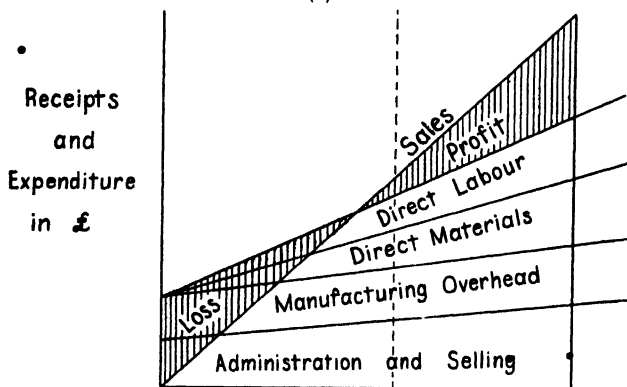 Receipts
and
Expenditure
in £
Sales
Profit
Direct Labour
Direct Materials
Loss
Manufacturing Overhead
Administration and Selling